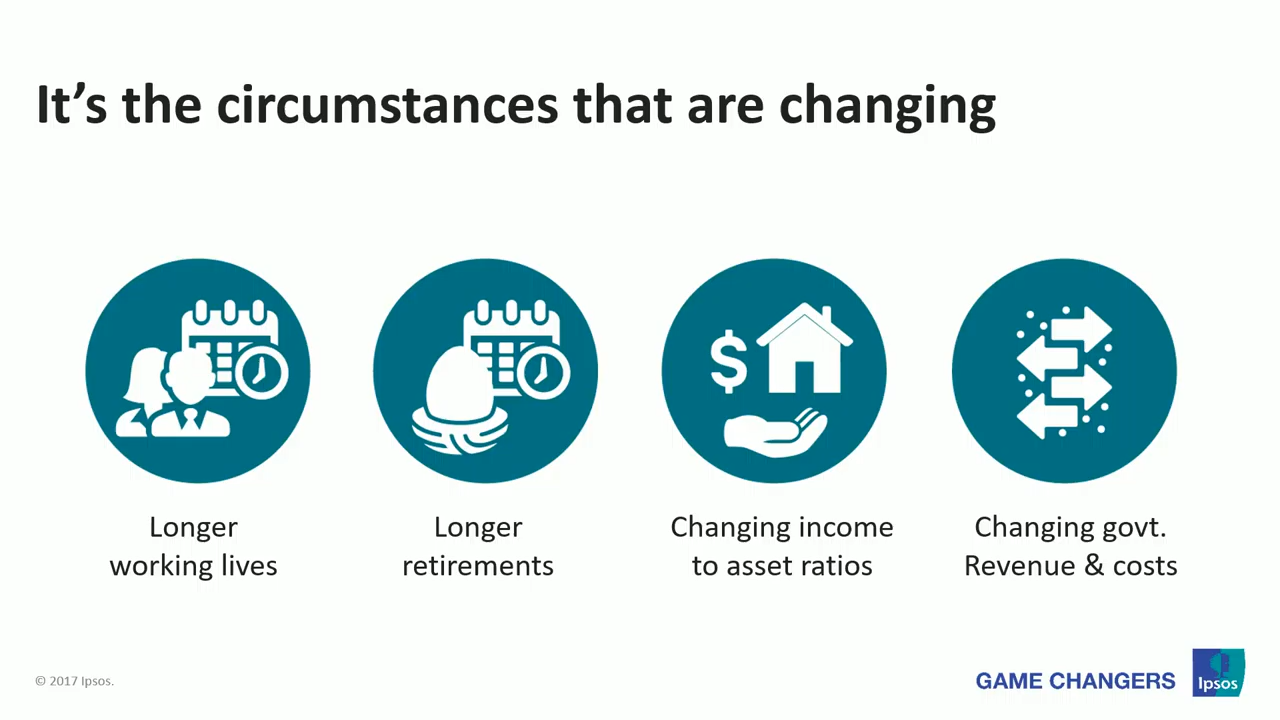 It’s the circumstances that are changing
$
Longer
working lives
Longer
retirements
Changing income
to asset ratios
Changing govt.
Revenue & costs
© 2017 Ipsos.
GAME CHANGERS
Ipsos